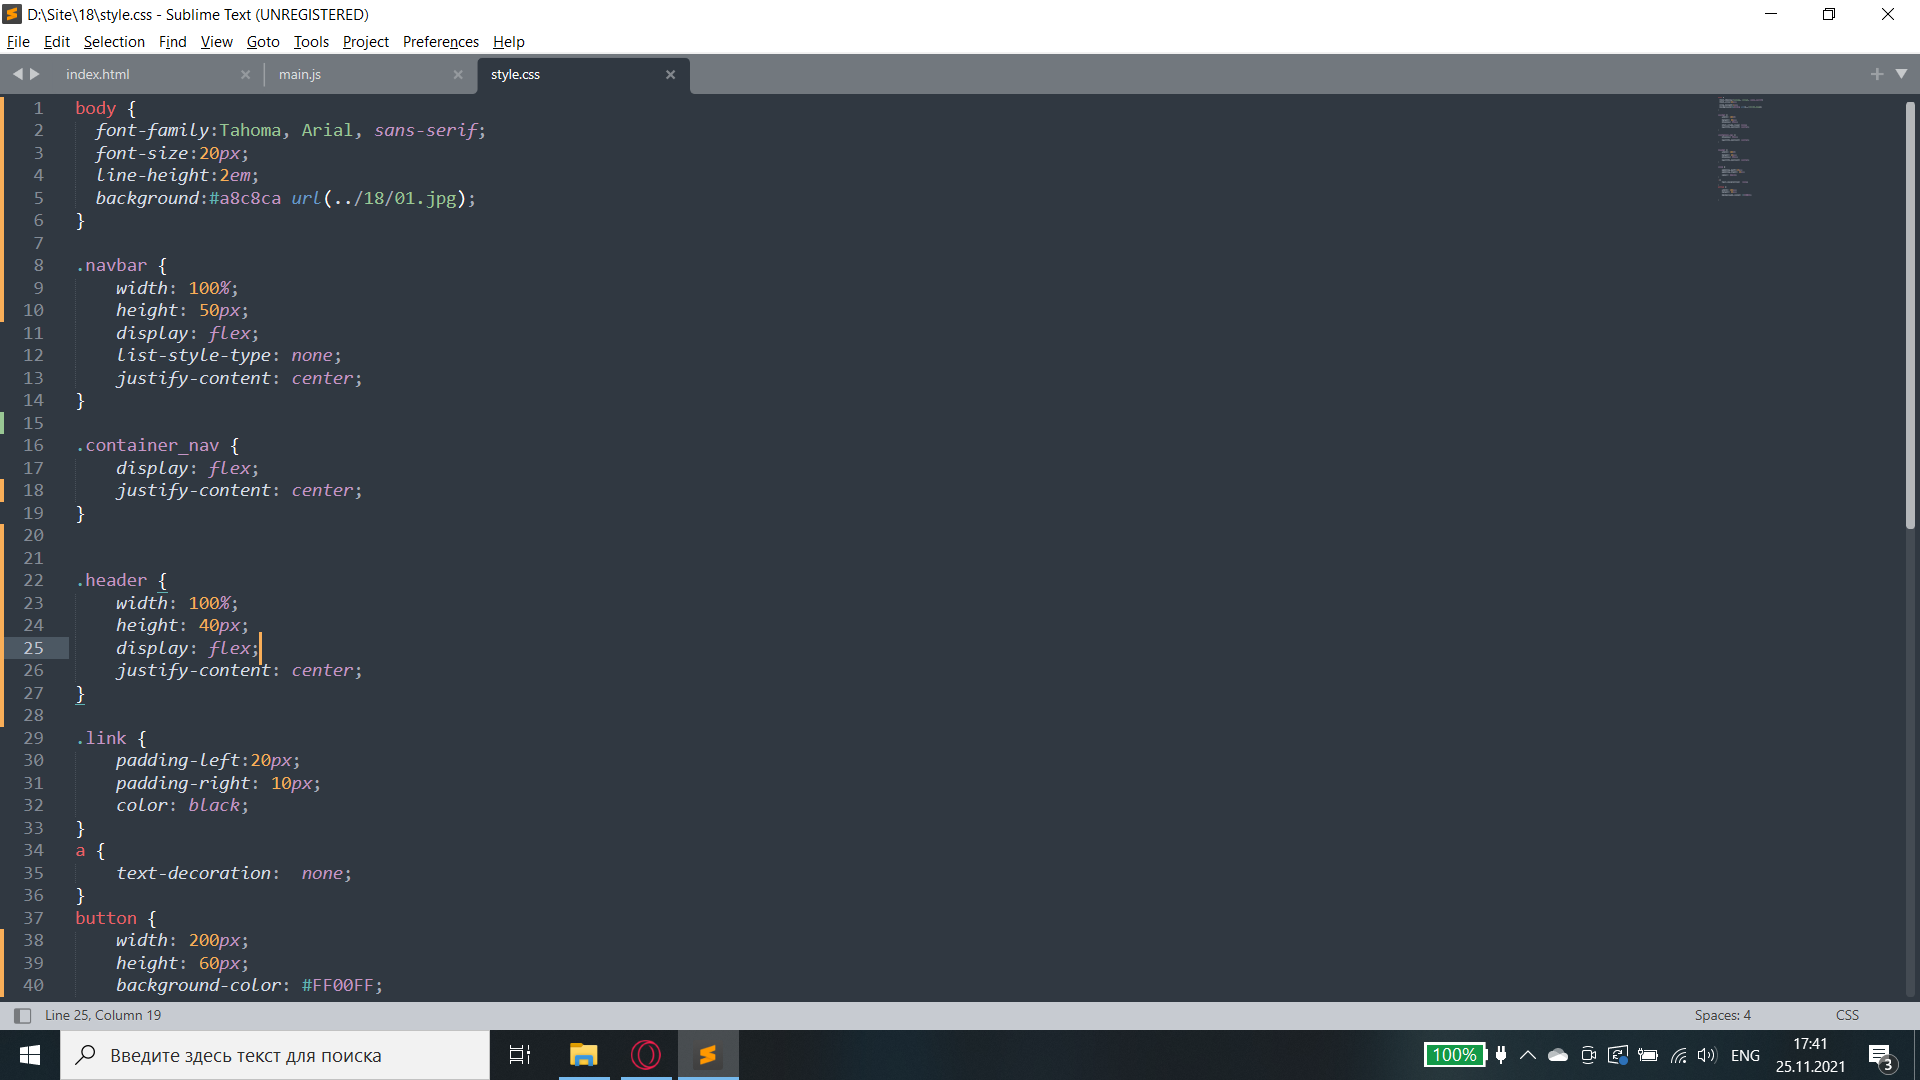 D:\Site\18\style.css - Sublime Text (UNREGISTERED)
File Edit Selection Find View Goto Tools Project Preferences Help
index.html × main.js × style.css ×
1 body {
2 font-family:Tahoma, Arial, sans-serif;
3 font-size:20px;
4 line-height:2em;
5 background:#a8c8ca url(../18/01.jpg);
6 }
7
8 .navbar {
9 width: 100%;
10 height: 50px;
11 display: flex;
12 list-style-type: none;
13 justify-content: center;
14 }
15
16 .container_nav {
17 display: flex;
18 justify-content: center;
19 }
20
21
22 .header {
23 width: 100%;
24 height: 40px;
25 display: flex;
26 justify-content: center;
27 }
28
29 .link {
30 padding-left:20px;
31 padding-right: 10px;
32 color: black;
33 }
34 a {
35 text-decoration:  none;
36 }
37 button {
38 width: 200px;
39 height: 60px;
40 background-color: #FF00FF;
Line 25, Column 19 Spaces: 4 CSS
Введите здесь текст для поиска
100% ENG 17:41
25.11.2021
3